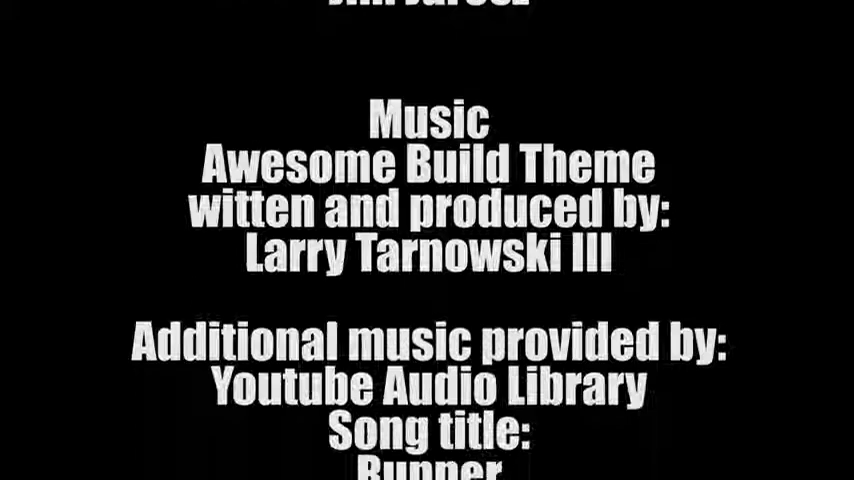 Music
Awesome Build Theme
witten and produced by:
Larry Tarnowski III
Additional music provided by:
Youtube Audio Library
Song title:
Runner